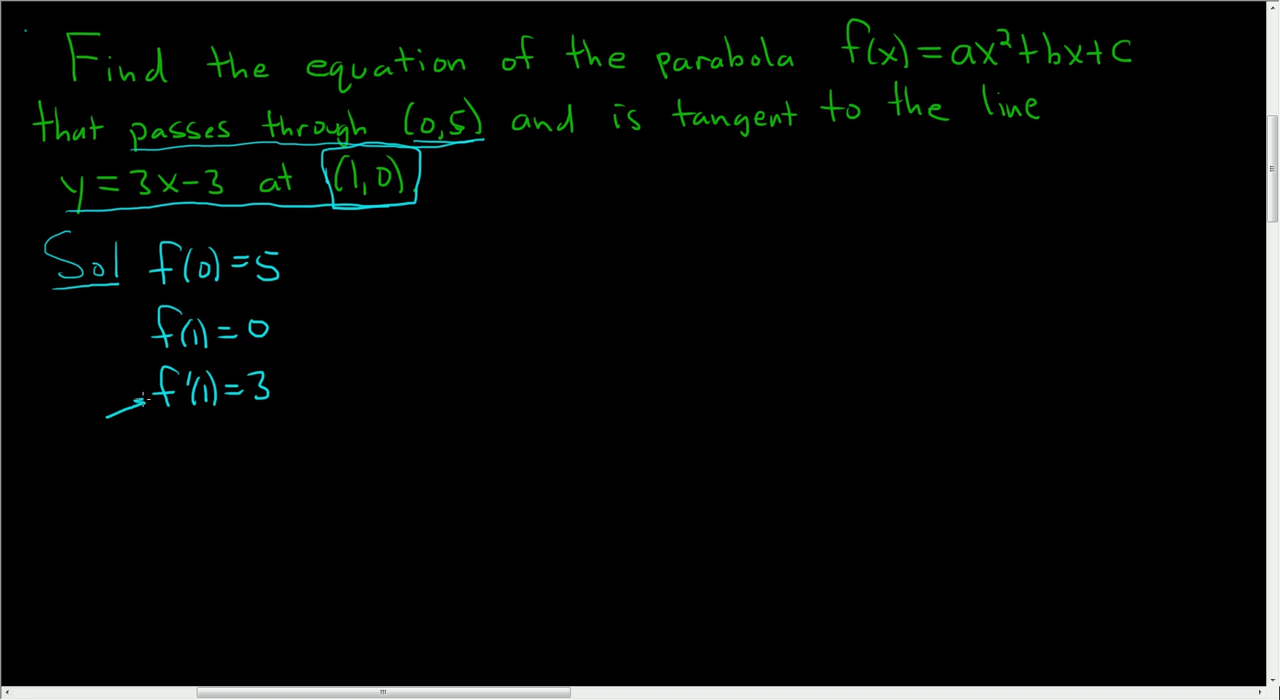 Find the equation of the parabola f(x) = ax²+bx+c
that passes through (0,5) and is tangent to the line
y = 3x-3 at (1,0)
Sol f(0) = 5
f(1) = 0
f'(1) = 3